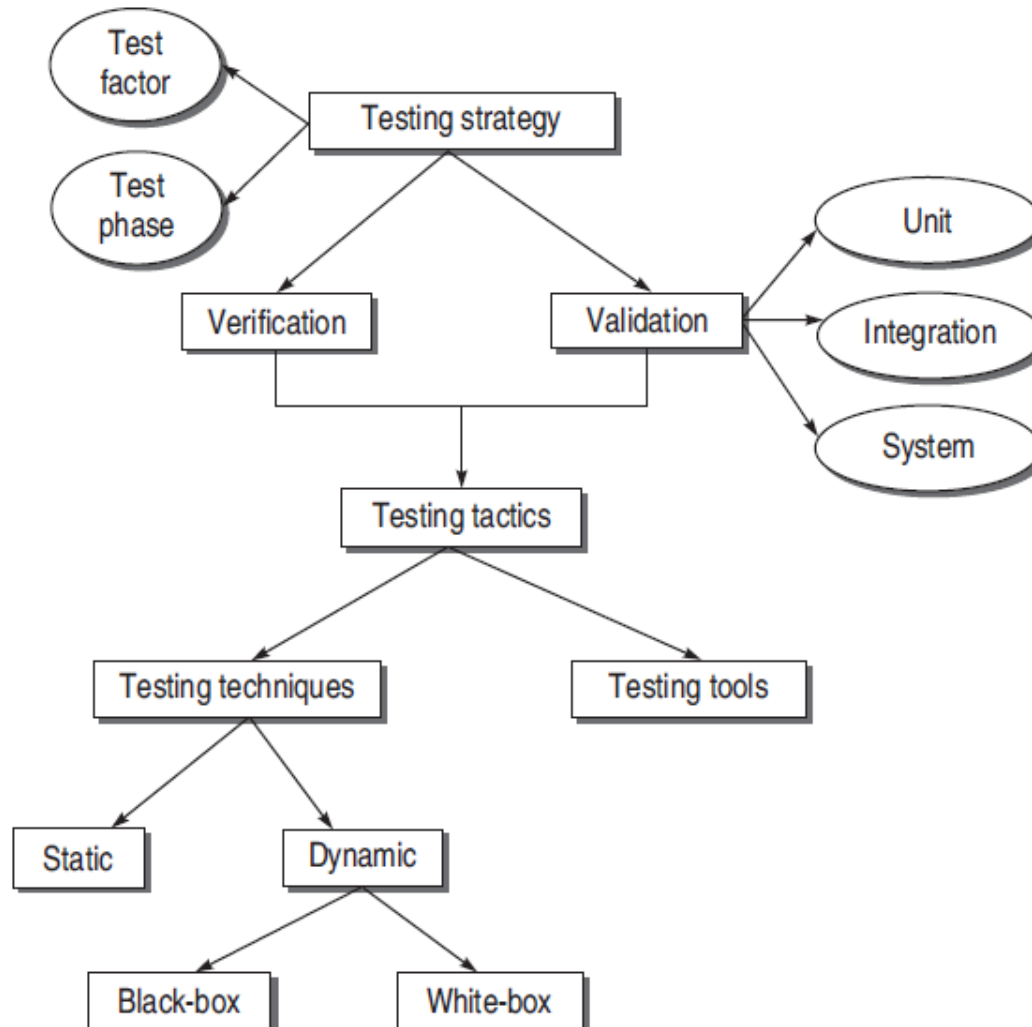 Test
factor
Testing strategy
Test
phase
Unit
Verification
Validation
Integration
System
Testing tactics
Testing techniques
Testing tools
Static
Dynamic
Black-box
White-box